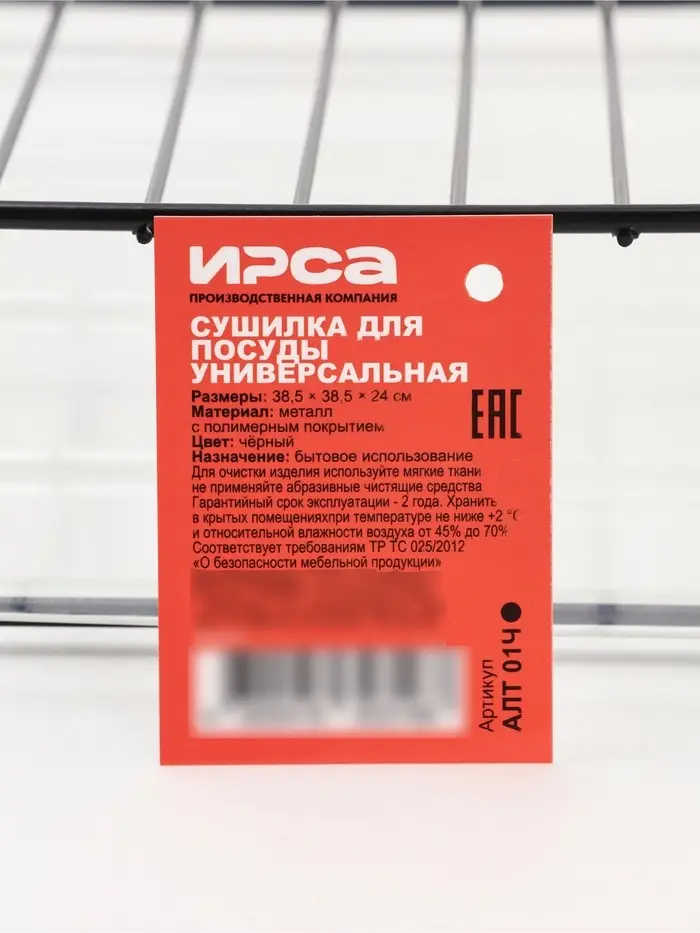 ИРСА
ПРОИЗВОДСТВЕННАЯ КОМПАНИЯ
СУШИЛКА ДЛЯ
ПОСУДЫ
УНИВЕРСАЛЬНАЯ
Размеры: 38,5 × 38,5 × 24 см
Материал: металл
с полимерным покрытием
Цвет: чёрный
Назначение: бытовое использование
Для очистки изделия используйте мягкие ткани
не применяйте абразивные чистящие средства
Гарантийный срок эксплуатации - 2 года. Хранить
в крытых помещенияхпри температуре не ниже +2 °С
и относительной влажности воздуха от 45% до 70%
Соответствует требованиям ТР ТС 025/2012
«О безопасности мебельной продукции»
ЕАС
Артикул
АЛТ 01Ч